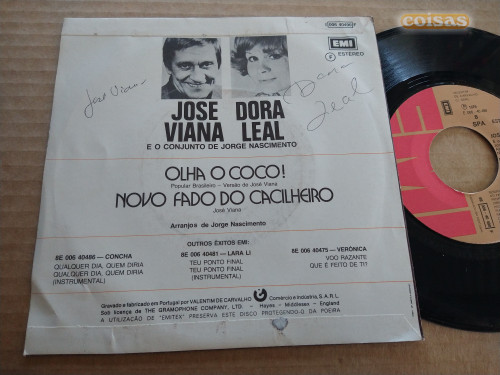 coisas
EMI
ESTÉREO
José Viana
Dora Leal
JOSE DORA
VIANA LEAL
E O CONJUNTO DE JORGE NASCIMENTO
OLHA O COCO!
Popular Brasileiro – Versão de José Viana
NOVO FADO DO CACILHEIRO
José Viana
Arranjos de Jorge Nascimento
OUTROS ÊXITOS EMI:
8E 006 40486 — CONCHA
QUALQUER DIA, QUEM DIRIA
QUALQUER DIA, QUEM DIRIA
(INSTRUMENTAL)
8E 006 40481 — LARA LI
TEU PONTO FINAL
TEU PONTO FINAL
(INSTRUMENTAL)
8E 006 40475 — VERÓNICA
VOO RAZANTE
QUE É FEITO DE TI?
Gravado e fabricado em Portugal por VALENTIM DE CARVALHO Comércio e Indústria, S. A. R. L.
Sob licença de THE GRAMOPHONE COMPANY, LTD. - Hayes - Middlesex - England
A UTILIZAÇÃO DE "EMITEX" PRESERVA ESTE DISCO PROTEGENDO-O DA POEIRA
EMI
SPA